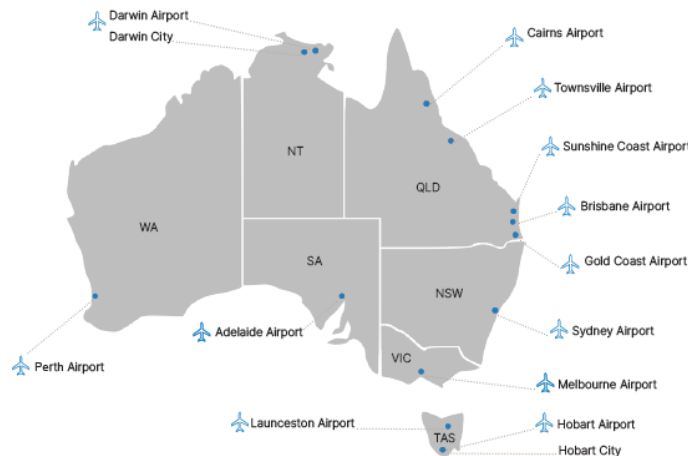 Darwin Airport
Darwin City
Cairns Airport
Townsville Airport
Sunshine Coast Airport
NT
QLD
Brisbane Airport
WA
SA
Gold Coast Airport
NSW
Adelaide Airport
Sydney Airport
VIC
Perth Airport
Melbourne Airport
Launceston Airport
Hobart Airport
TAS
Hobart City